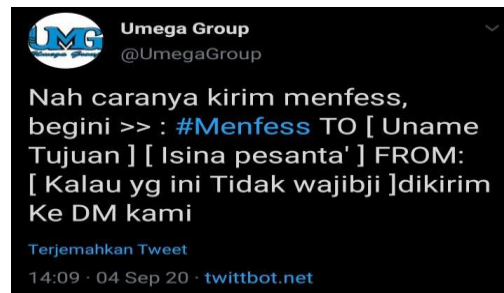 UMG
Umega Group
Umega Group
@UmegaGroup
Nah caranya kirim menfess,
begini >> : #Menfess TO [ Uname
Tujuan ] [ Isina pesanta' ] FROM:
[ Kalau yg ini Tidak wajibji ]dikirim
Ke DM kami
Terjemahkan Tweet
14:09 · 04 Sep 20 · twittbot.net